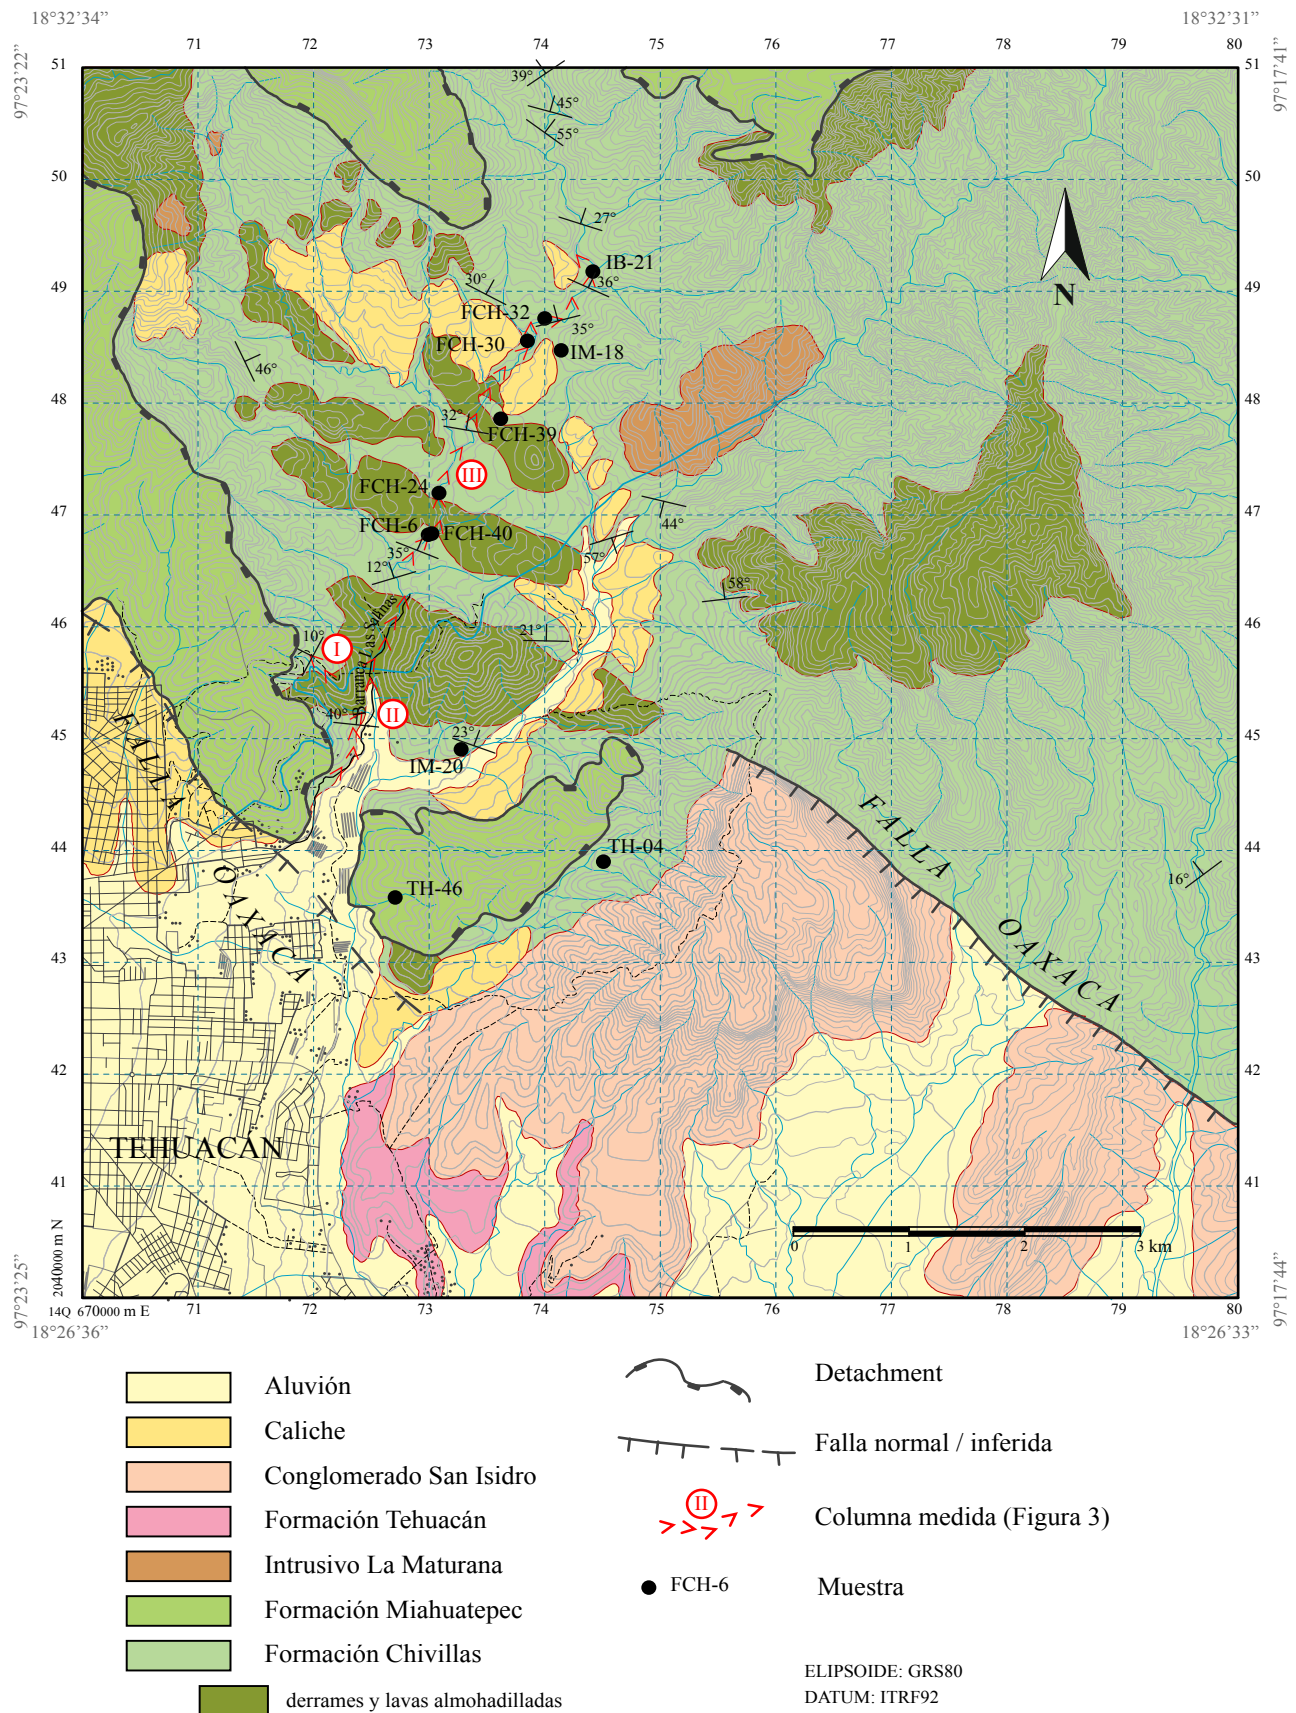 18°32'34” 18°32'31”
71 72 73 74 75 76 77 78 79 80
97°23'22” 97°17'41”
51 51
39°
45°
55°
50 50
27°
IB-21
49 30° 36° 49
FCH-32
35°
FCH-30 IM-18
46°
N
48 48
32°
FCH-39
III
FCH-24
47 47
44°
FCH-6 FCH-40
35° 57°
12°
58°
46 46
Barranca Las Salinas
21°
10° I
II
40°
45 23° 45
IM-20
FALLA OAXACA
FALLA OAXACA
44 TH-04 44
16°
TH-46
43 43
42 42
TEHUACÁN
41 41
2040000 m N
0 1 2 3 km
97°23'25” 97°17'44”
14Q 670000 m E 71 72 73 74 75 76 77 78 79 80
18°26'36” 18°26'33”
Aluvión
Caliche
Conglomerado San Isidro
Formación Tehuacán
Intrusivo La Maturana
Formación Miahuatepec
Formación Chivillas
derrames y lavas almohadilladas
Detachment
Falla normal / inferida
II
Columna medida (Figura 3)
FCH-6 Muestra
ELIPSOIDE: GRS80
DATUM: ITRF92